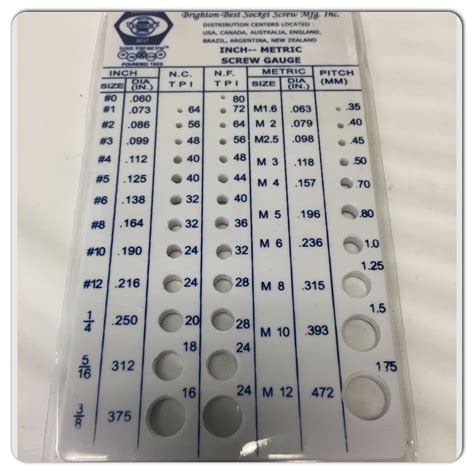 Brighton-Best Socket Screw Mfg. Inc.
DISTRIBUTION CENTERS LOCATED:
USA, CANADA, AUSTRALIA, ENGLAND,
BRAZIL, ARGENTINA, NEW ZEALAND
BEST
FOUNDED 1925
INCH-- METRIC
SCREW GAUGE
INCH N.C. N.F. METRIC PITCH
SIZE DIA (IN.) T P I T P I SIZE DIA (IN.) (MM)
#0 .060 80 M1.6 .063 .35
#1 .073 64 72
#2 .086 56 64 M 2 .079 .40
#3 .099 48 56 M2.5 .098 .45
#4 .112 40 48 M 3 .118 .50
#5 .125 40 44 M 4 .157 .70
#6 .138 32 40
#8 .164 32 36 M 5 .196 .80
#10 .190 24 32 M 6 .236 1.0
#12 .216 24 28 M 8 .315 1.25
1/4 .250 20 28 M 10 .393 1.5
5/16 312 18 24
3/8 375 16 24 M 12 .472 1.75